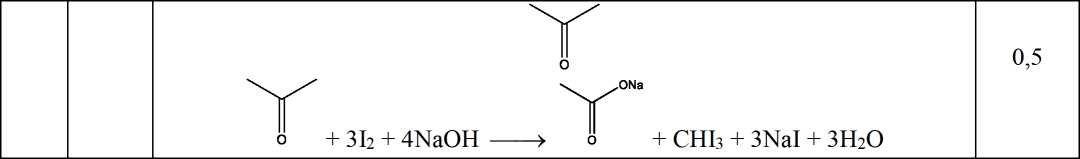 O
0,5
ONa
O + 3I₂ + 4NaOH ⟶ O + CHI₃ + 3NaI + 3H₂O